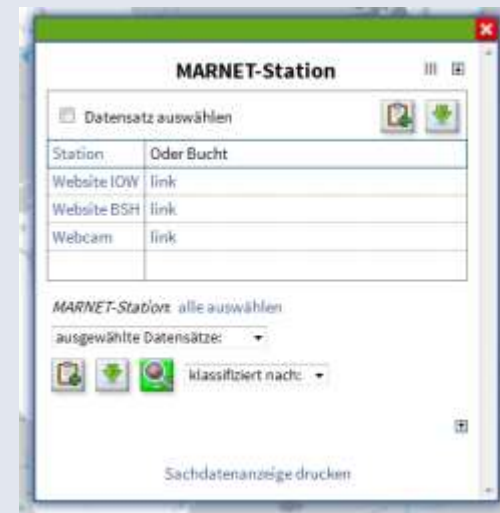 MARNET-Station
Datensatz auswählen
Station Oder Bucht
Website IOW link
Website BSH link
Webcam link
MARNET-Station: alle auswählen
ausgewählte Datensätze:
klassifiziert nach:
Sachdatenanzeige drucken